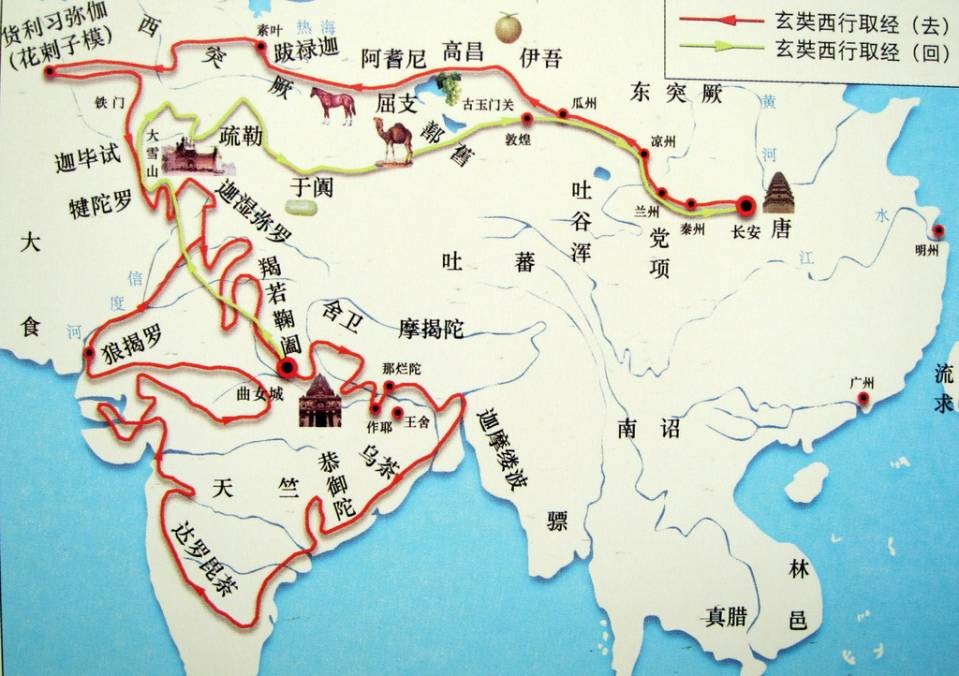 玄奘西行取经（去）
玄奘西行取经（回）
货利习弥伽
（花剌子模）
西突厥
热海
素叶
跋禄迦
阿耆尼
高昌
伊吾
东突厥
黄河
铁门
屈支
古玉门关
瓜州
大雪山
疏勒
鄯善
敦煌
凉州
迦毕试
于阗
吐谷浑
兰州
秦州
长安
唐
犍陀罗
迦湿弥罗
党项
水
江
明州
大食
信度河
羯若鞠阇
吐蕃
舍卫
摩揭陀
狼揭罗
那烂陀
曲女城
伽耶
王舍
广州
流求
迦摩缕波
南诏
乌茶
恭御陀
天竺
骠
达罗毘荼
林邑
真腊